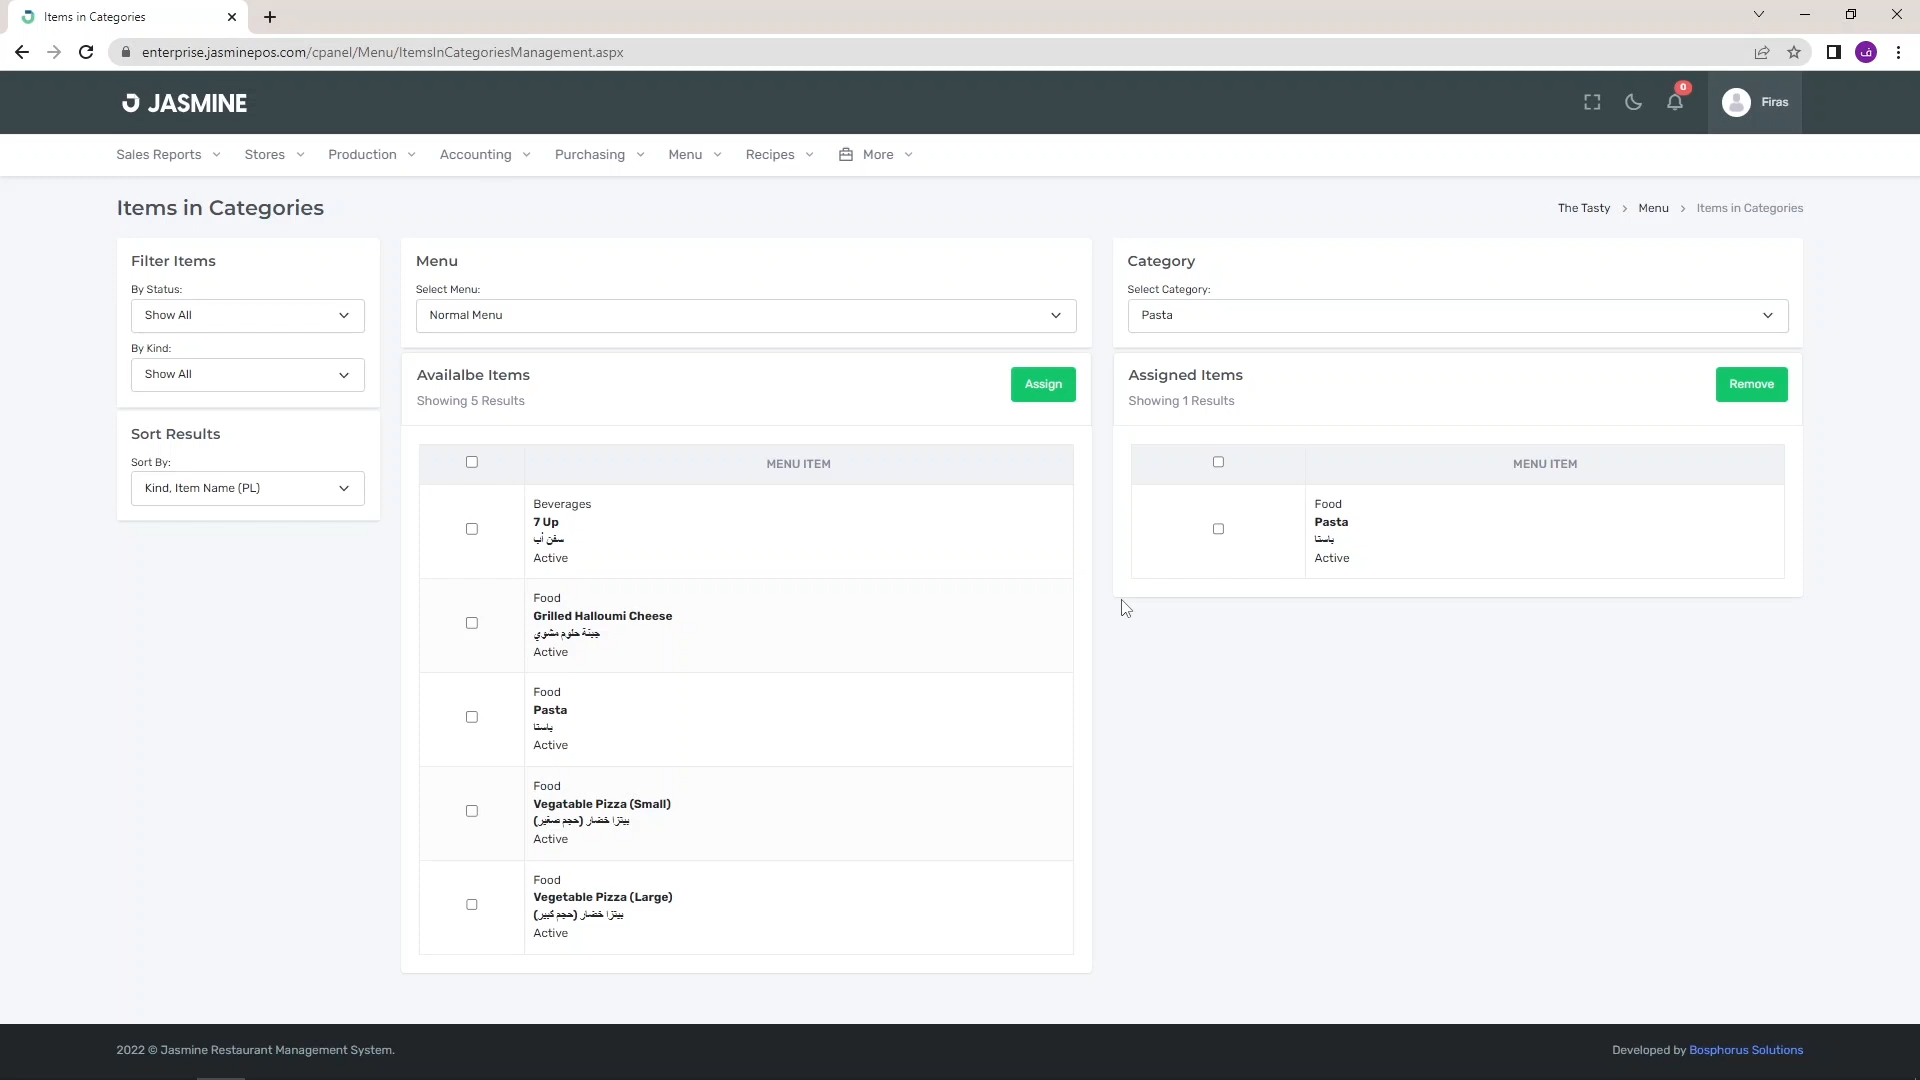 Items in Categories
enterprise.jasminepos.com/cpanel/Menu/ItemsInCategoriesManagement.aspx
ف
JASMINE
0
Firas
Sales Reports
Stores
Production
Accounting
Purchasing
Menu
Recipes
More
Items in Categories
The Tasty > Menu > Items in Categories
Filter Items
By Status:
Show All
By Kind:
Show All
Sort Results
Sort By:
Kind, Item Name (PL)
Menu
Select Menu:
Normal Menu
Availalbe Items
Showing 5 Results
Assign
MENU ITEM
Beverages
7 Up
سفن أب
Active
Food
Grilled Halloumi Cheese
جبنة حلوم مشوي
Active
Food
Pasta
باستا
Active
Food
Vegatable Pizza (Small)
بيتزا خضار (حجم صغير)
Active
Food
Vegetable Pizza (Large)
بيتزا خضار (حجم كبير)
Active
Category
Select Category:
Pasta
Assigned Items
Showing 1 Results
Remove
MENU ITEM
Food
Pasta
باستا
Active
2022 © Jasmine Restaurant Management System.
Developed by Bosphorus Solutions